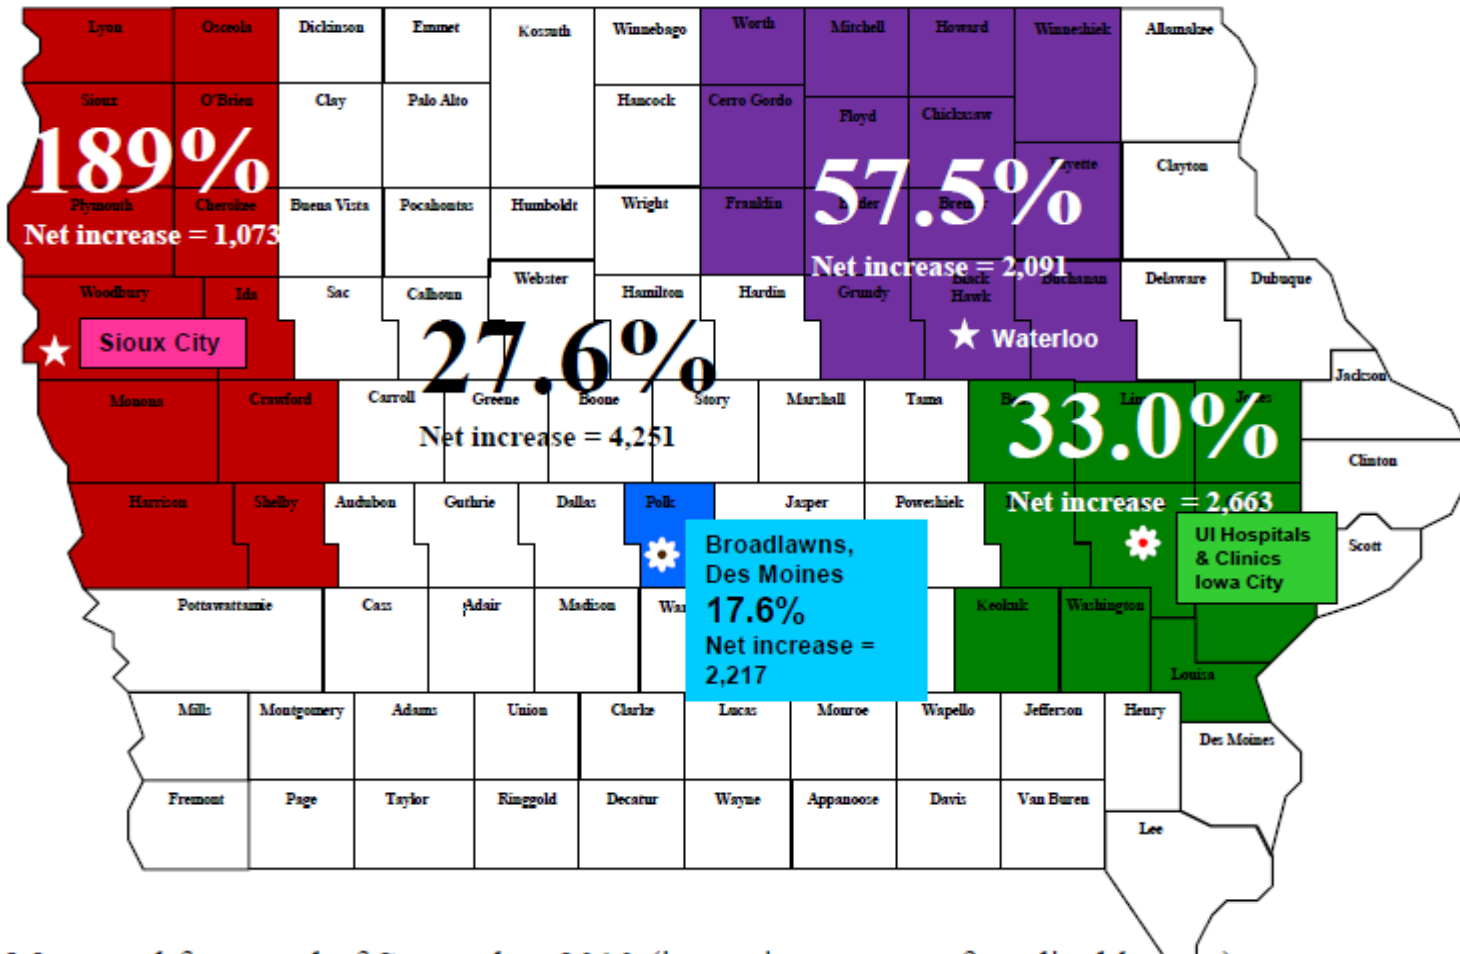 Lyon
Osceola
Dickinson
Emmet
Kossuth
Winnebago
Worth
Mitchell
Howard
Winneshiek
Allamakee
Sioux
O'Brien
Clay
Palo Alto
Hancock
Cerro Gordo
Floyd
Chickasaw
Fayette
Clayton
189%
57.5%
Plymouth
Cherokee
Buena Vista
Pocahontas
Humboldt
Wright
Franklin
Net increase = 1,073
Net increase = 2,091
Woodbury
Ida
Sac
Calhoun
Webster
Hamilton
Hardin
Grundy
Black
Hawk
Buchanan
Delaware
Dubuque
Sioux City
Waterloo
27.6%
Jackson
Monona
Crawford
Carroll
Greene
Boone
Story
Marshall
Tama
Jones
33.0%
Net increase = 4,251
Clinton
Harrison
Shelby
Audubon
Guthrie
Dallas
Polk
Jasper
Poweshiek
Net increase = 2,663
UI Hospitals
& Clinics
Iowa City
Scott
Broadlawns,
Des Moines
17.6%
Net increase =
2,217
Pottawattamie
Cass
Adair
Madison
Keokuk
Washington
Louisa
Mills
Montgomery
Adams
Union
Clarke
Lucas
Monroe
Wapello
Jefferson
Henry
Des Moines
Fremont
Page
Taylor
Ringgold
Decatur
Wayne
Appanoose
Davis
Van Buren
Lee